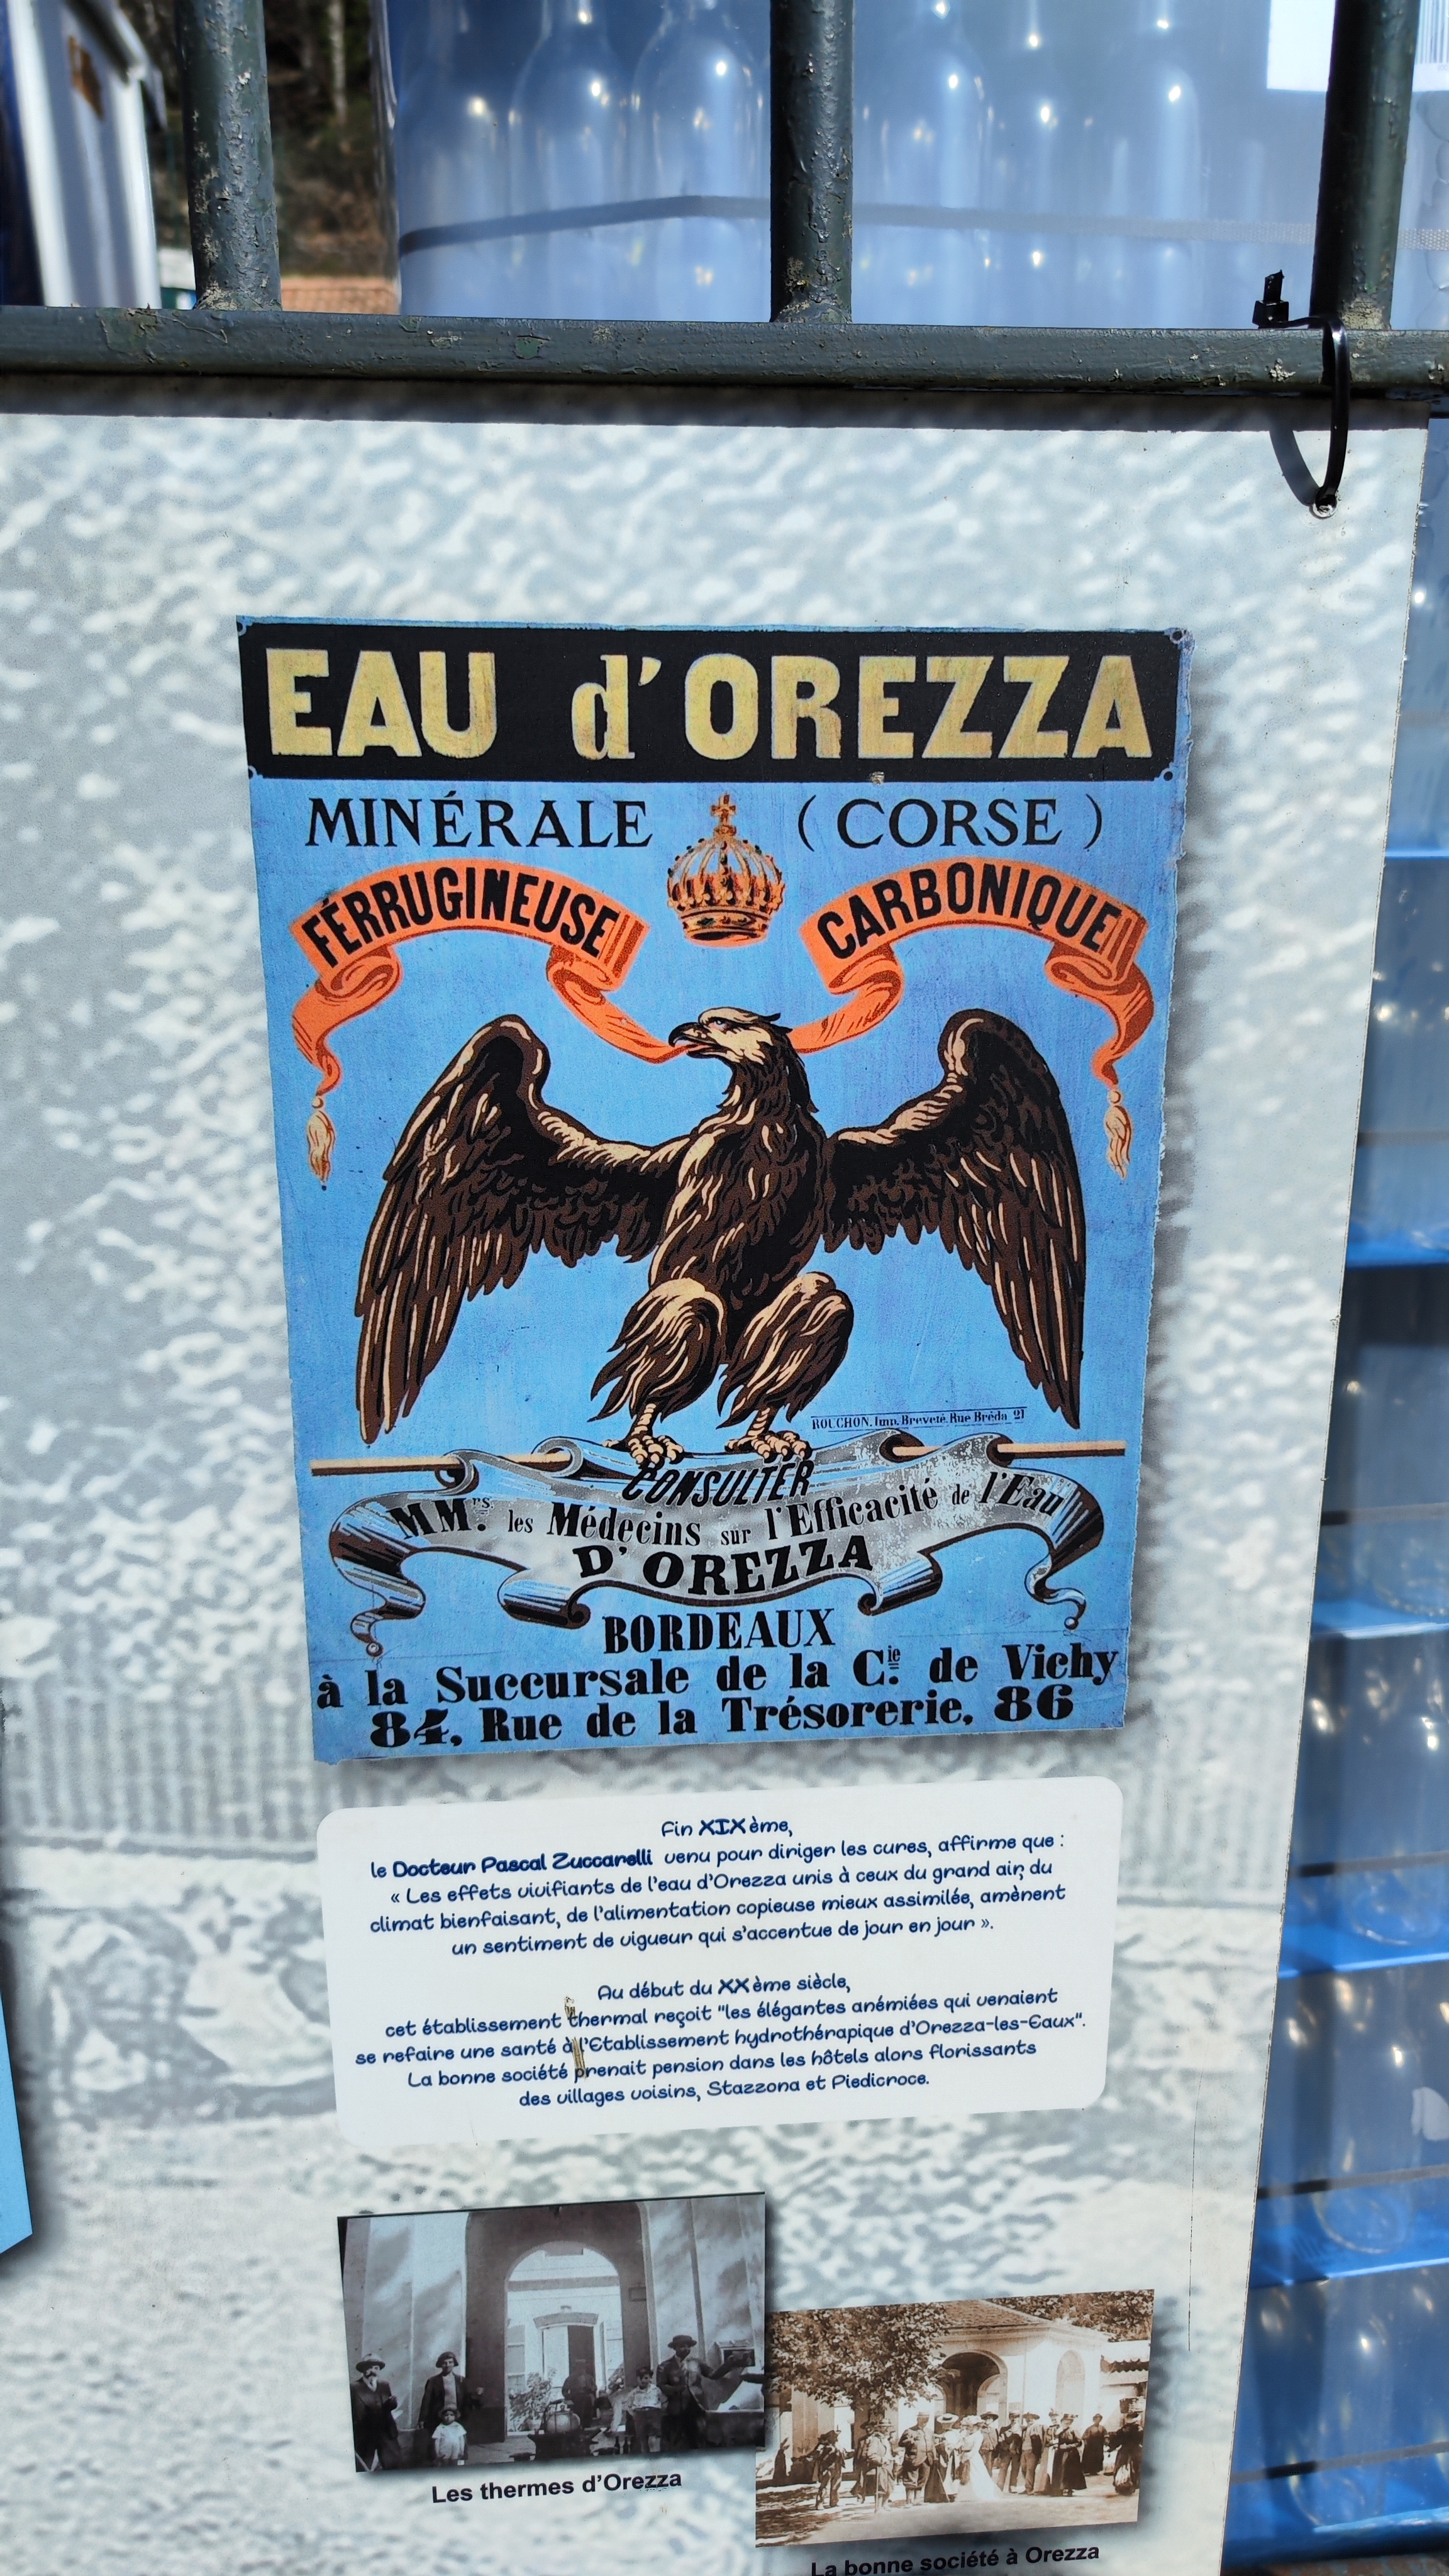 EAU d'OREZZA
MINÉRALE (CORSE)
FERRUGINEUSE CARBONIQUE
ROUCHON. Imp. Breveté. Rue Bréda 21
CONSULTER
MMrs. les Médecins sur l'Efficacité de l'Eau
D'OREZZA
BORDEAUX
à la Succursale de la Cie. de Vichy
84, Rue de la Trésorerie, 86
Fin XIXème,
le Docteur Pascal Zuccarelli venu pour diriger les cures, affirme que :
« Les effets vivifiants de l'eau d'Orezza unis à ceux du grand air, du
climat bienfaisant, de l'alimentation copieuse mieux assimilée, amènent
un sentiment de vigueur qui s'accentue de jour en jour ».
Au début du XXème siècle,
cet établissement thermal reçoit "les élégantes anémiées qui venaient
se refaire une santé à l'Etablissement hydrothérapique d'Orezza-les-Eaux".
La bonne société prenait pension dans les hôtels alors florissants
des villages voisins, Stazzona et Piedicroce.
Les thermes d'Orezza
La bonne société à Orezza